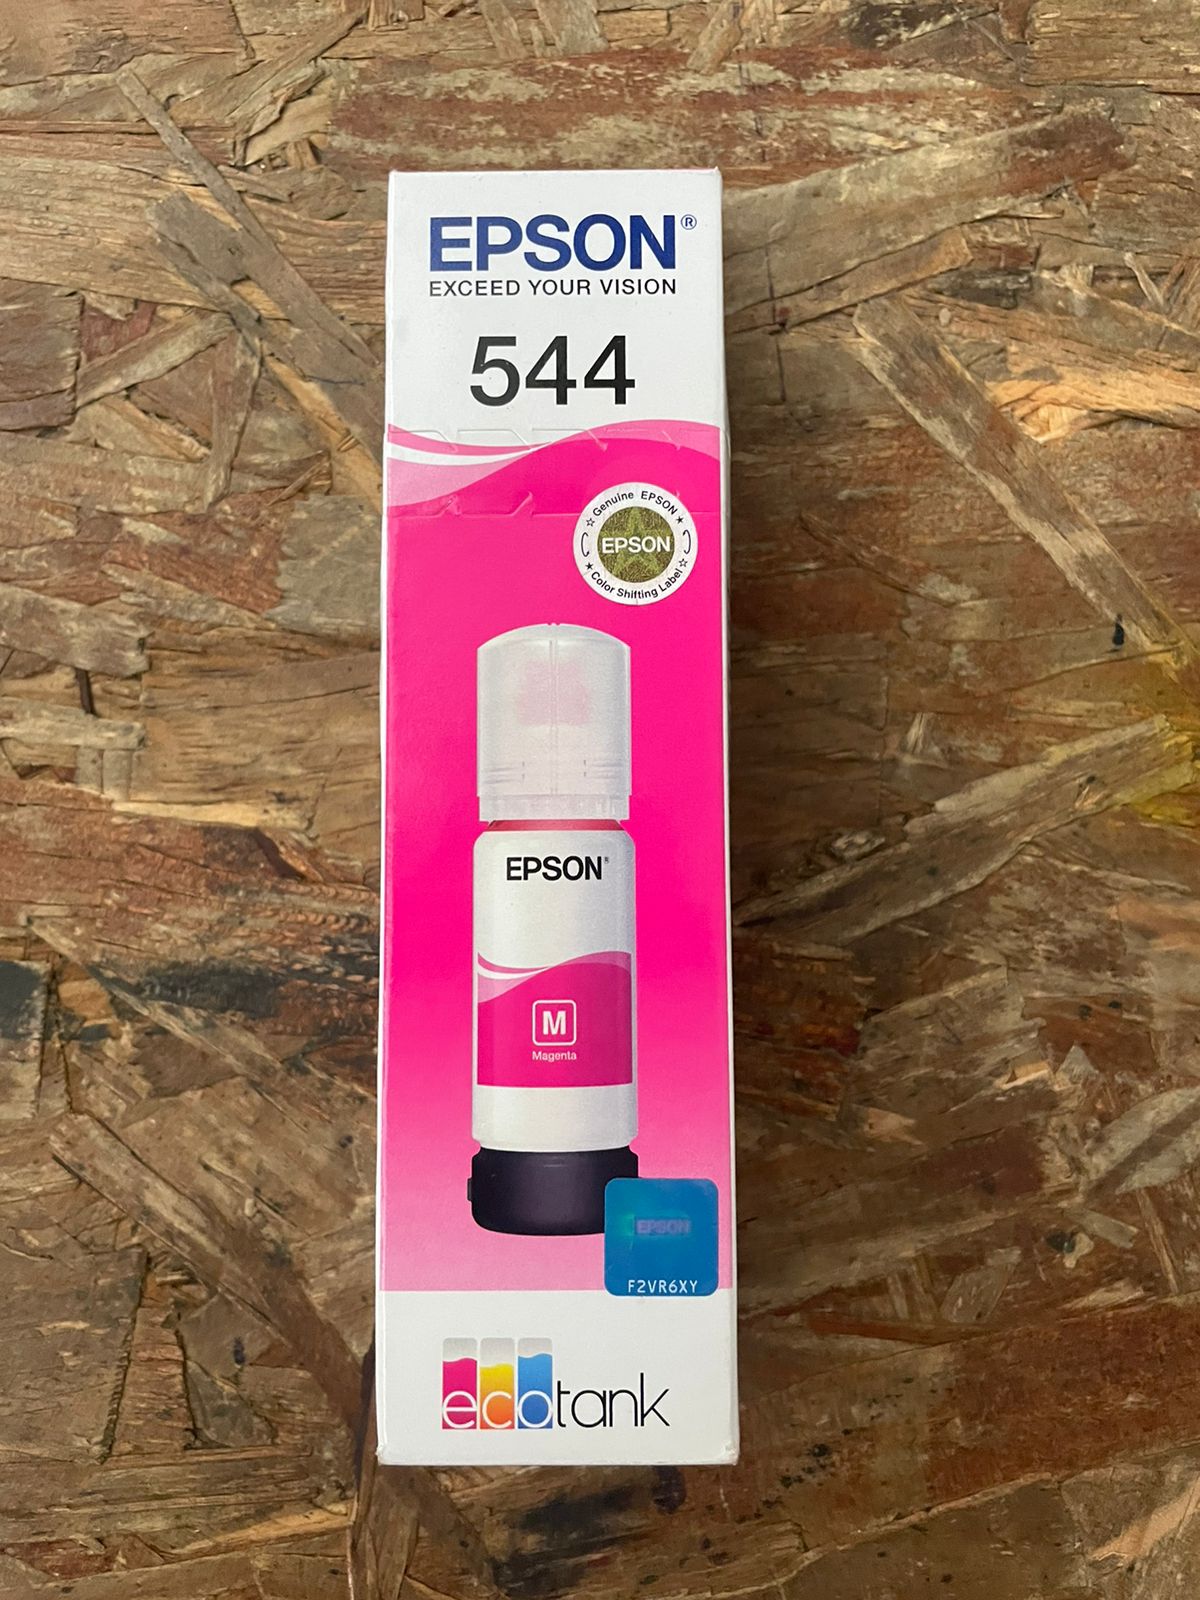 EPSON®
EXCEED YOUR VISION
544
Genuine EPSON
EPSON
Color Shifting Label
EPSON®
M
Magenta
EPSON
F2VR6XY
ecotank